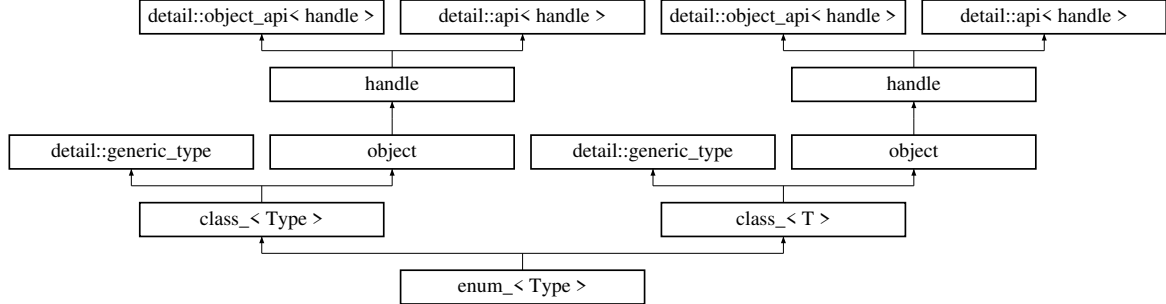 detail::object_api< handle >
detail::api< handle >
detail::object_api< handle >
detail::api< handle >
handle
handle
detail::generic_type
object
detail::generic_type
object
class_< Type >
class_< T >
enum_< Type >